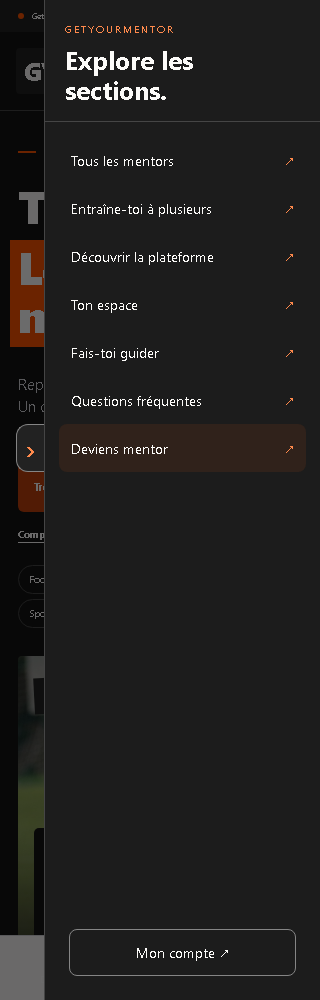 GETYOURMENTOR
Explore les
sections.
Tous les mentors ↗
Entraîne-toi à plusieurs ↗
Découvrir la plateforme ↗
Ton espace ↗
Fais-toi guider ↗
Questions fréquentes ↗
Deviens mentor ↗
Mon compte ↗